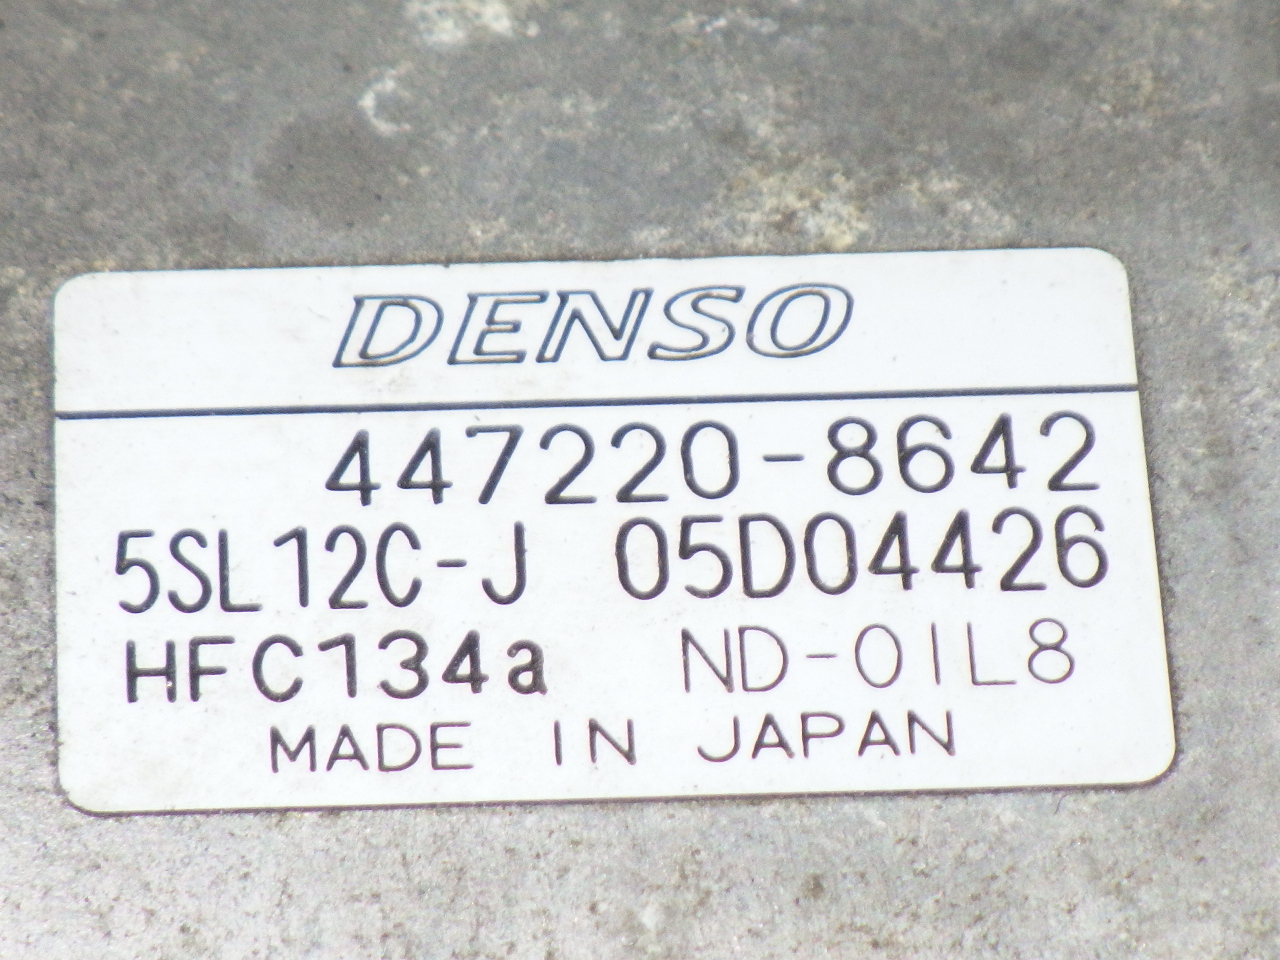 DENSO
447220-8642
5SL12C-J 05D04426
HFC134a ND-OIL8
MADE IN JAPAN